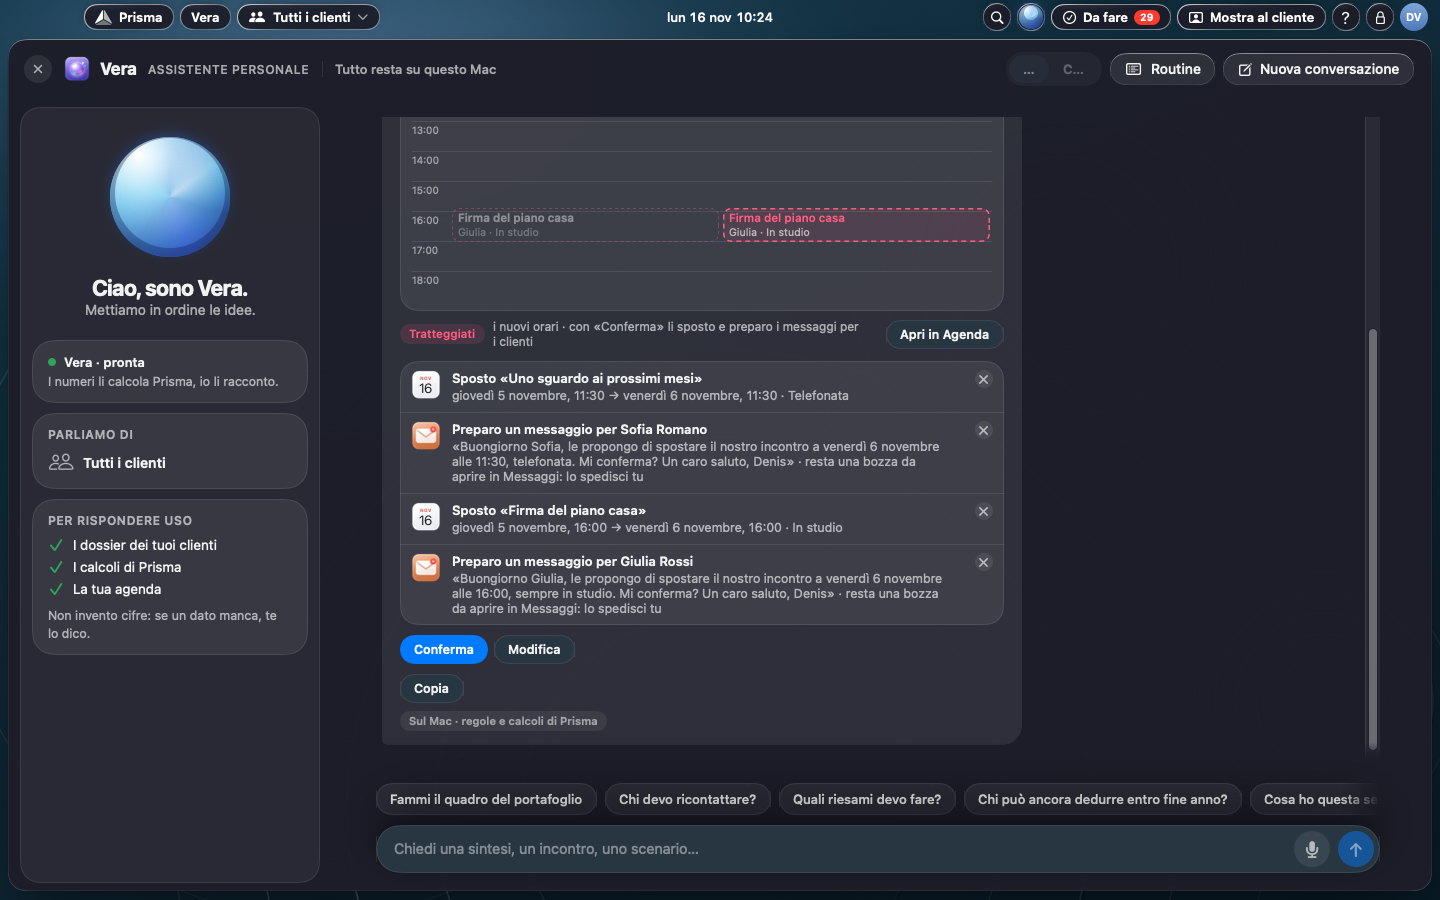 Prisma
Vera
Tutti i clienti
lun 16 nov 10:24
Da fare 29
Mostra al cliente
?
DV
Vera ASSISTENTE PERSONALE
Tutto resta su questo Mac
...
C...
Routine
Nuova conversazione
Ciao, sono Vera.
Mettiamo in ordine le idee.
Vera · pronta
I numeri li calcola Prisma, io li racconto.
PARLIAMO DI
Tutti i clienti
PER RISPONDERE USO
I dossier dei tuoi clienti
I calcoli di Prisma
La tua agenda
Non invento cifre: se un dato manca, te
lo dico.
13:00
14:00
15:00
16:00
Firma del piano casa
Giulia · In studio
Firma del piano casa
Giulia · In studio
17:00
18:00
Tratteggiati
i nuovi orari · con «Conferma» li sposto e preparo i messaggi per
i clienti
Apri in Agenda
NOV
16
Sposto «Uno sguardo ai prossimi mesi»
giovedì 5 novembre, 11:30 → venerdì 6 novembre, 11:30 · Telefonata
Preparo un messaggio per Sofia Romano
«Buongiorno Sofia, le propongo di spostare il nostro incontro a venerdì 6 novembre
alle 11:30, telefonata. Mi conferma? Un caro saluto, Denis» · resta una bozza da
aprire in Messaggi: lo spedisci tu
NOV
16
Sposto «Firma del piano casa»
giovedì 5 novembre, 16:00 → venerdì 6 novembre, 16:00 · In studio
Preparo un messaggio per Giulia Rossi
«Buongiorno Giulia, le propongo di spostare il nostro incontro a venerdì 6 novembre
alle 16:00, sempre in studio. Mi conferma? Un caro saluto, Denis» · resta una bozza
da aprire in Messaggi: lo spedisci tu
Conferma
Modifica
Copia
Sul Mac · regole e calcoli di Prisma
Fammi il quadro del portafoglio
Chi devo ricontattare?
Quali riesami devo fare?
Chi può ancora dedurre entro fine anno?
Cosa ho questa se
Chiedi una sintesi, un incontro, uno scenario...